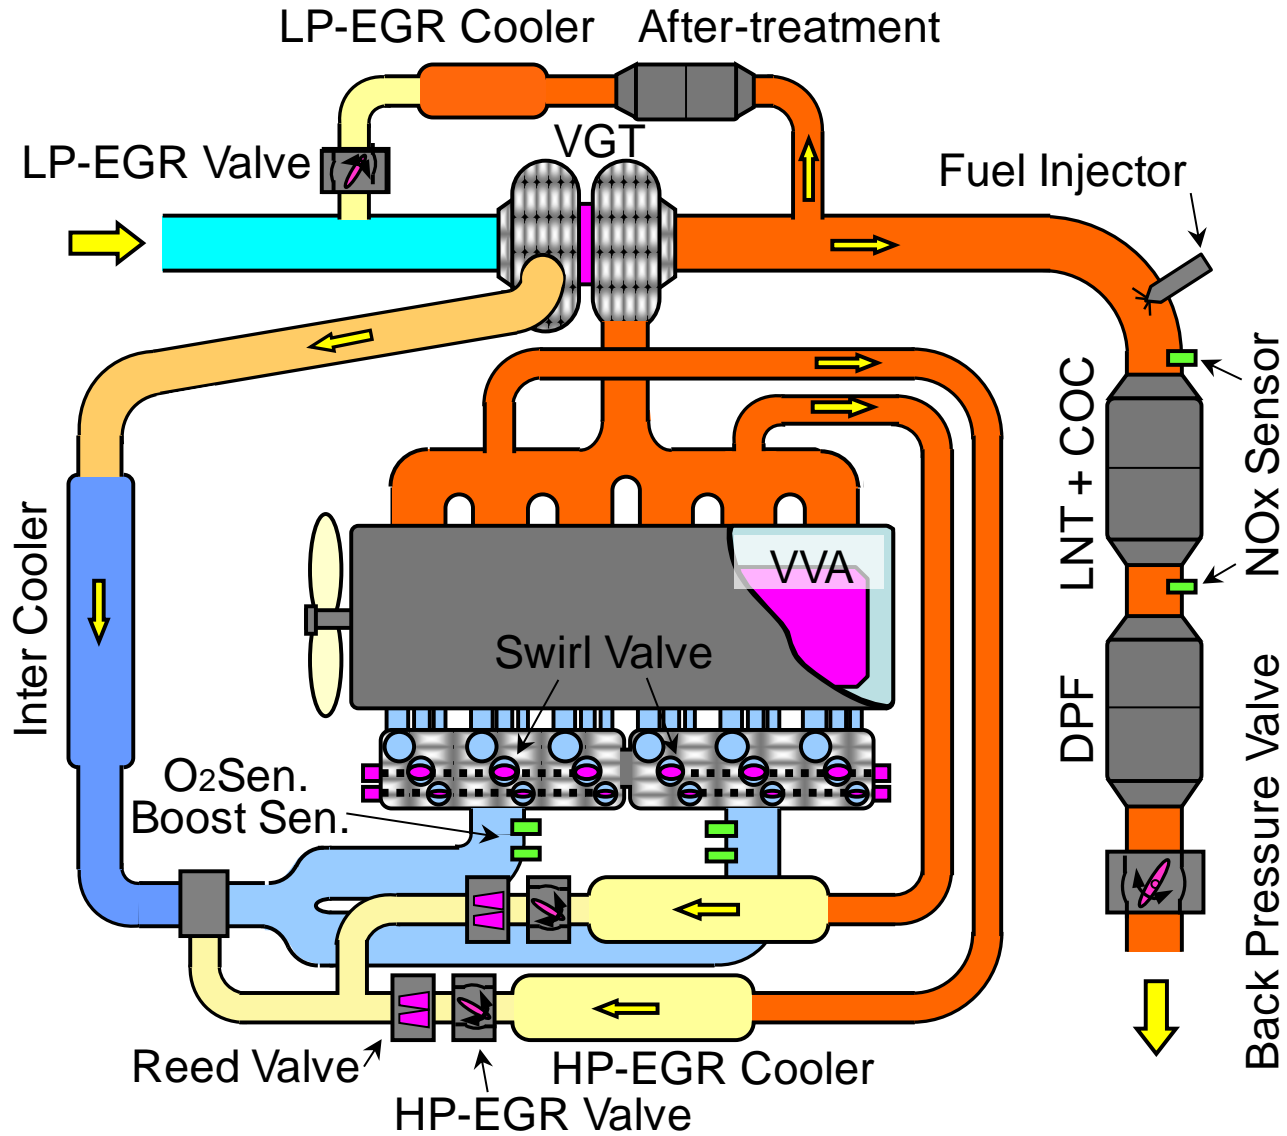 LP-EGR Cooler
After-treatment
VGT
LP-EGR Valve
Fuel Injector
LNT + COC
NOx Sensor
VVA
Inter Cooler
Swirl Valve
DPF
Back Pressure Valve
O2Sen.
Boost Sen.
Reed Valve
HP-EGR Cooler
HP-EGR Valve